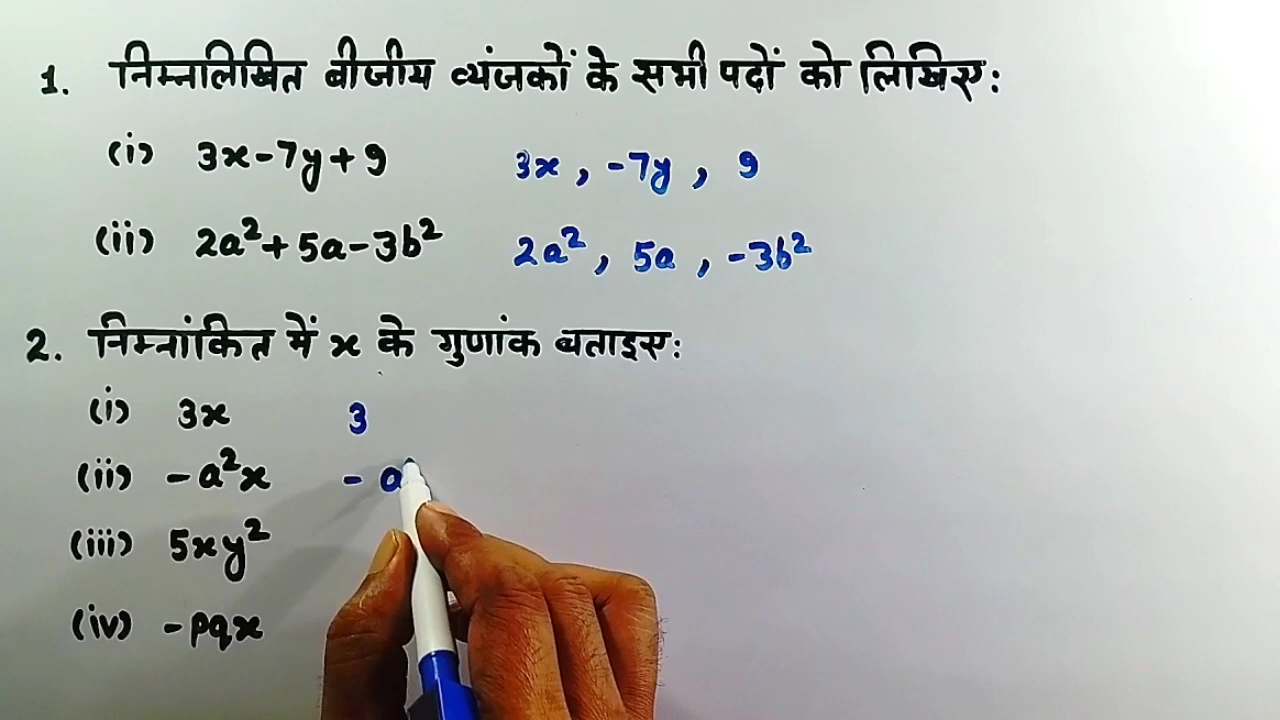 1. निम्नलिखित बीजीय व्यंजकों के सभी पदों को लिखिए:
(i) 3x-7y+9 3x, -7y, 9
(ii) 2a²+5a-3b² 2a², 5a, -3b²
2. निम्नांकित में x के गुणांक बताइए:
(i) 3x 3
(ii) -a²x - a
(iii) 5xy²
(iv) -pqx